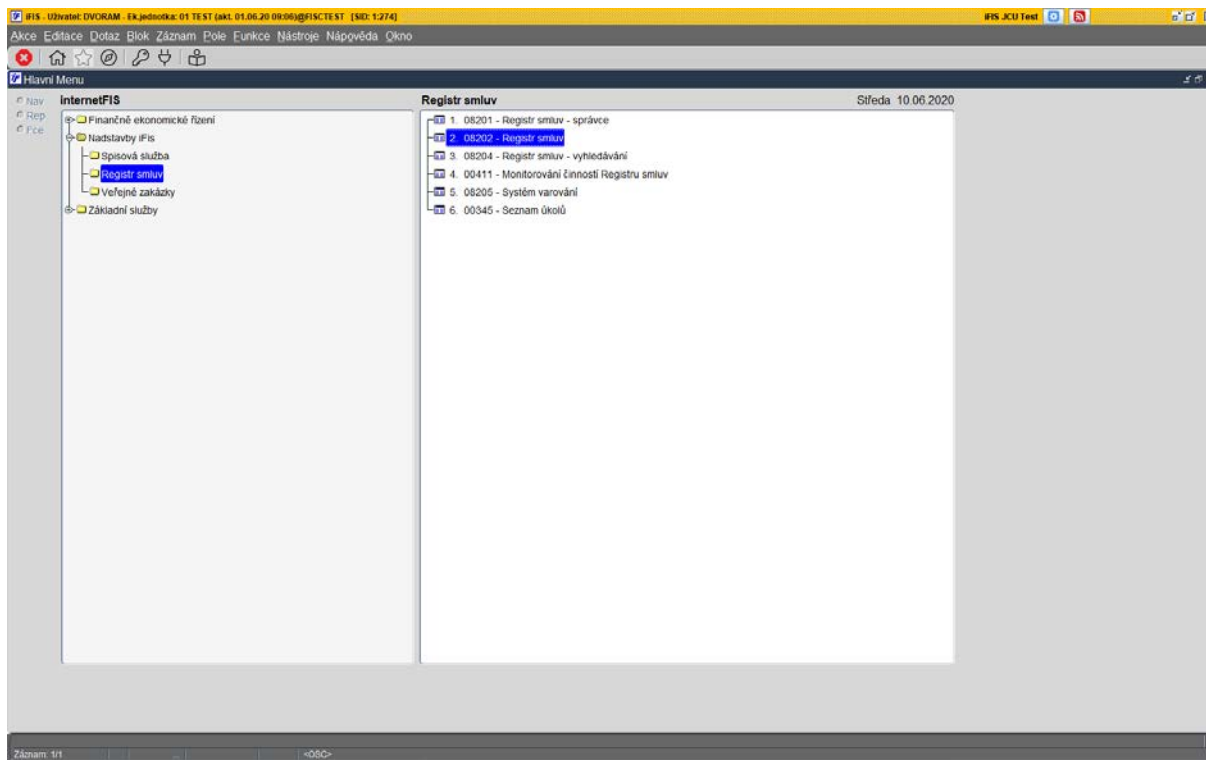 iFIS - Uživatel: DVORAM - Ek.jednotka: 01 TEST (akt. 01.06.20 09:06)@FISCTEST [SID: 1:274]
iFIS JCU Test
Akce Editace Dotaz Blok Záznam Pole Funkce Nástroje Nápověda Okno
Hlavní Menu
Nav
Rep
Fce
internetFIS
Finančně ekonomické řízení
Nadstavby iFis
Spisová služba
Registr smluv
Veřejné zakázky
Základní služby
Registr smluv
Středa 10.06.2020
1. 08201 - Registr smluv - správce
2. 08202 - Registr smluv
3. 08204 - Registr smluv - vyhledávání
4. 00411 - Monitorování činností Registru smluv
5. 08205 - Systém varování
6. 00345 - Seznam úkolů
Záznam: 1/1
<OSC>